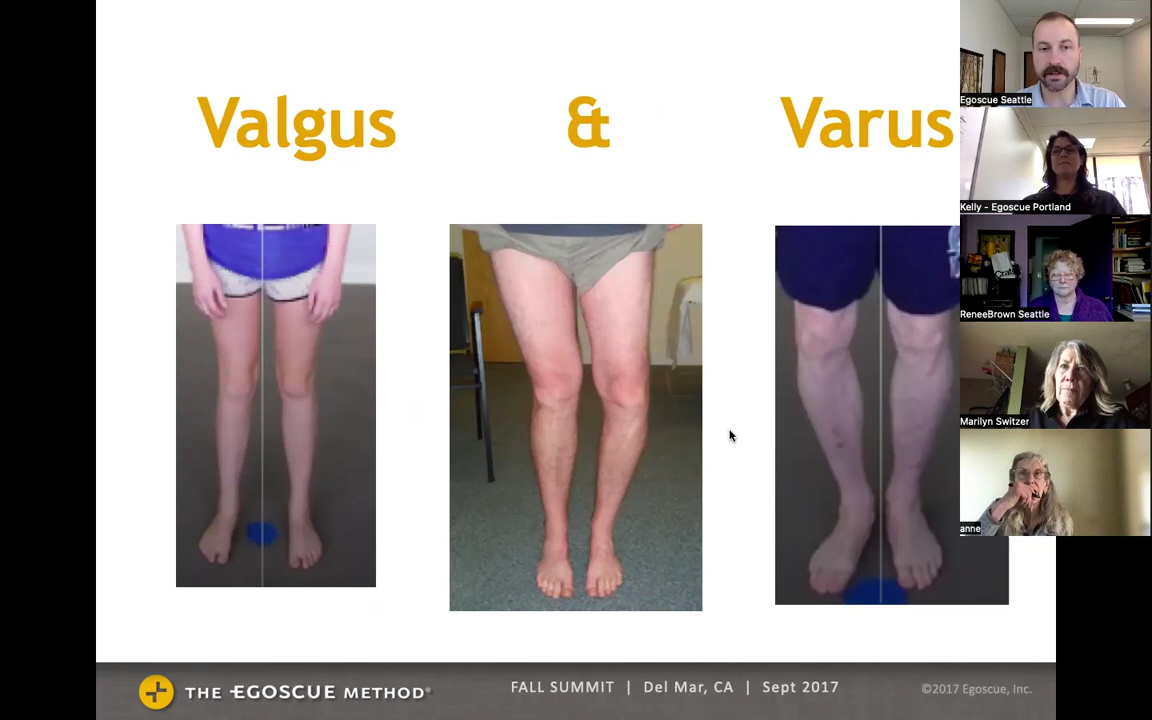 Valgus & Varus
Egoscue Seattle
Kelly - Egoscue Portland
ReneeBrown Seattle
Marilyn Switzer
anne
THE EGOSCUE METHOD®
FALL SUMMIT | Del Mar, CA | Sept 2017
©2017 Egoscue, Inc.